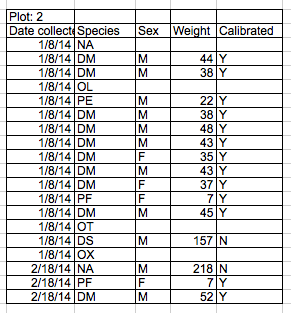 Plot: 2
Date collecte Species Sex Weight Calibrated
1/8/14 NA
1/8/14 DM M 44 Y
1/8/14 DM M 38 Y
1/8/14 OL
1/8/14 PE M 22 Y
1/8/14 DM M 38 Y
1/8/14 DM M 48 Y
1/8/14 DM M 43 Y
1/8/14 DM F 35 Y
1/8/14 DM M 43 Y
1/8/14 DM F 37 Y
1/8/14 PF F 7 Y
1/8/14 DM M 45 Y
1/8/14 OT
1/8/14 DS M 157 N
1/8/14 OX
2/18/14 NA M 218 N
2/18/14 PF F 7 Y
2/18/14 DM M 52 Y